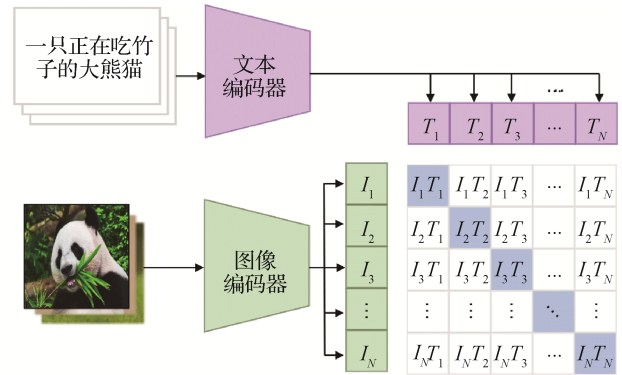 一只正在吃竹
子的大熊猫
文本
编码器
...
T1 T2 T3 ... TN
图像
编码器
I1
I2
I3
⋮
IN
I1T1 I1T2 I1T3 ... I1TN
I2T1 I2T2 I2T3 ... I2TN
I3T1 I3T2 I3T3 ... I3TN
⋮ ⋮ ⋮ ⋱ ⋮
INT1 INT2 INT3 ... INTN